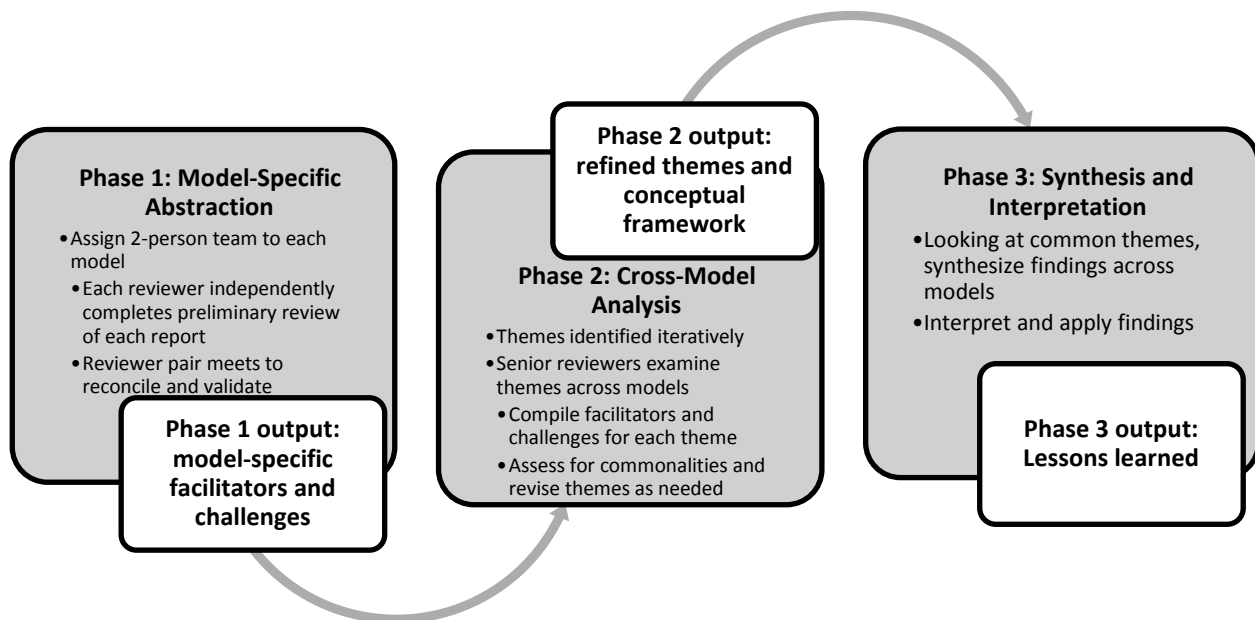 Phase 1: Model-Specific
Abstraction
•Assign 2-person team to each
model
•Each reviewer independently
completes preliminary review
of each report
•Reviewer pair meets to
reconcile and validate
Phase 1 output:
model-specific
facilitators and
challenges
Phase 2 output:
refined themes and
conceptual
framework
Phase 2: Cross-Model
Analysis
•Themes identified iteratively
•Senior reviewers examine
themes across models
•Compile facilitators and
challenges for each theme
•Assess for commonalities and
revise themes as needed
Phase 3: Synthesis and
Interpretation
•Looking at common themes,
synthesize findings across
models
•Interpret and apply findings
Phase 3 output:
Lessons learned